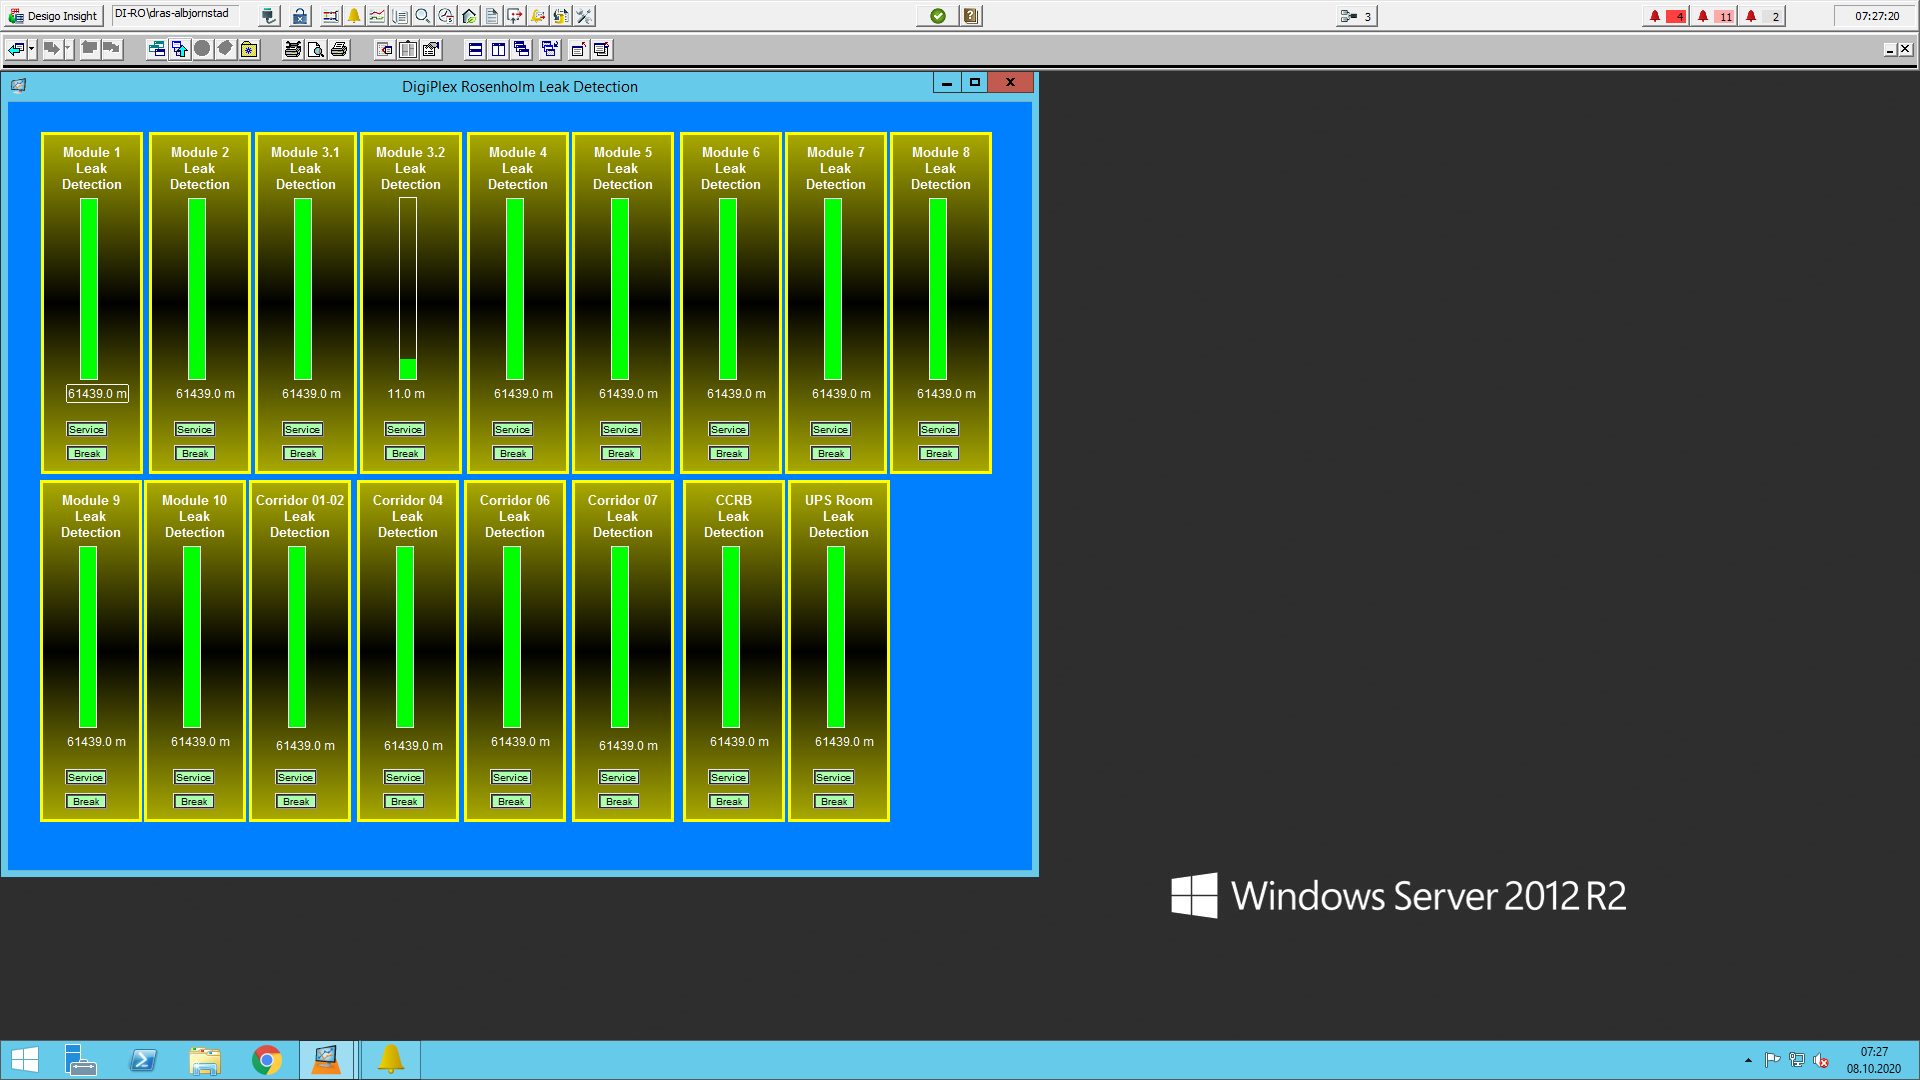 Desigo Insight
DI-RO\dras-albjornstad
3
4
11
2
07:27:20
DigiPlex Rosenholm Leak Detection
Module 1
Leak
Detection
61439.0 m
Service
Break
Module 2
Leak
Detection
61439.0 m
Service
Break
Module 3.1
Leak
Detection
61439.0 m
Service
Break
Module 3.2
Leak
Detection
11.0 m
Service
Break
Module 4
Leak
Detection
61439.0 m
Service
Break
Module 5
Leak
Detection
61439.0 m
Service
Break
Module 6
Leak
Detection
61439.0 m
Service
Break
Module 7
Leak
Detection
61439.0 m
Service
Break
Module 8
Leak
Detection
61439.0 m
Service
Break
Module 9
Leak
Detection
61439.0 m
Service
Break
Module 10
Leak
Detection
61439.0 m
Service
Break
Corridor 01-02
Leak
Detection
61439.0 m
Service
Break
Corridor 04
Leak
Detection
61439.0 m
Service
Break
Corridor 06
Leak
Detection
61439.0 m
Service
Break
Corridor 07
Leak
Detection
61439.0 m
Service
Break
CCRB
Leak
Detection
61439.0 m
Service
Break
UPS Room
Leak
Detection
61439.0 m
Service
Break
Windows Server 2012 R2
07:27
08.10.2020